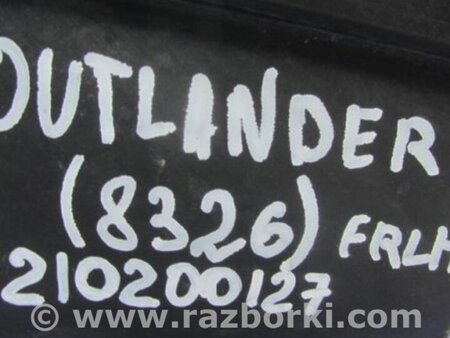 OUTLANDER
(8326) FRLH
210200127
www.razborki.com